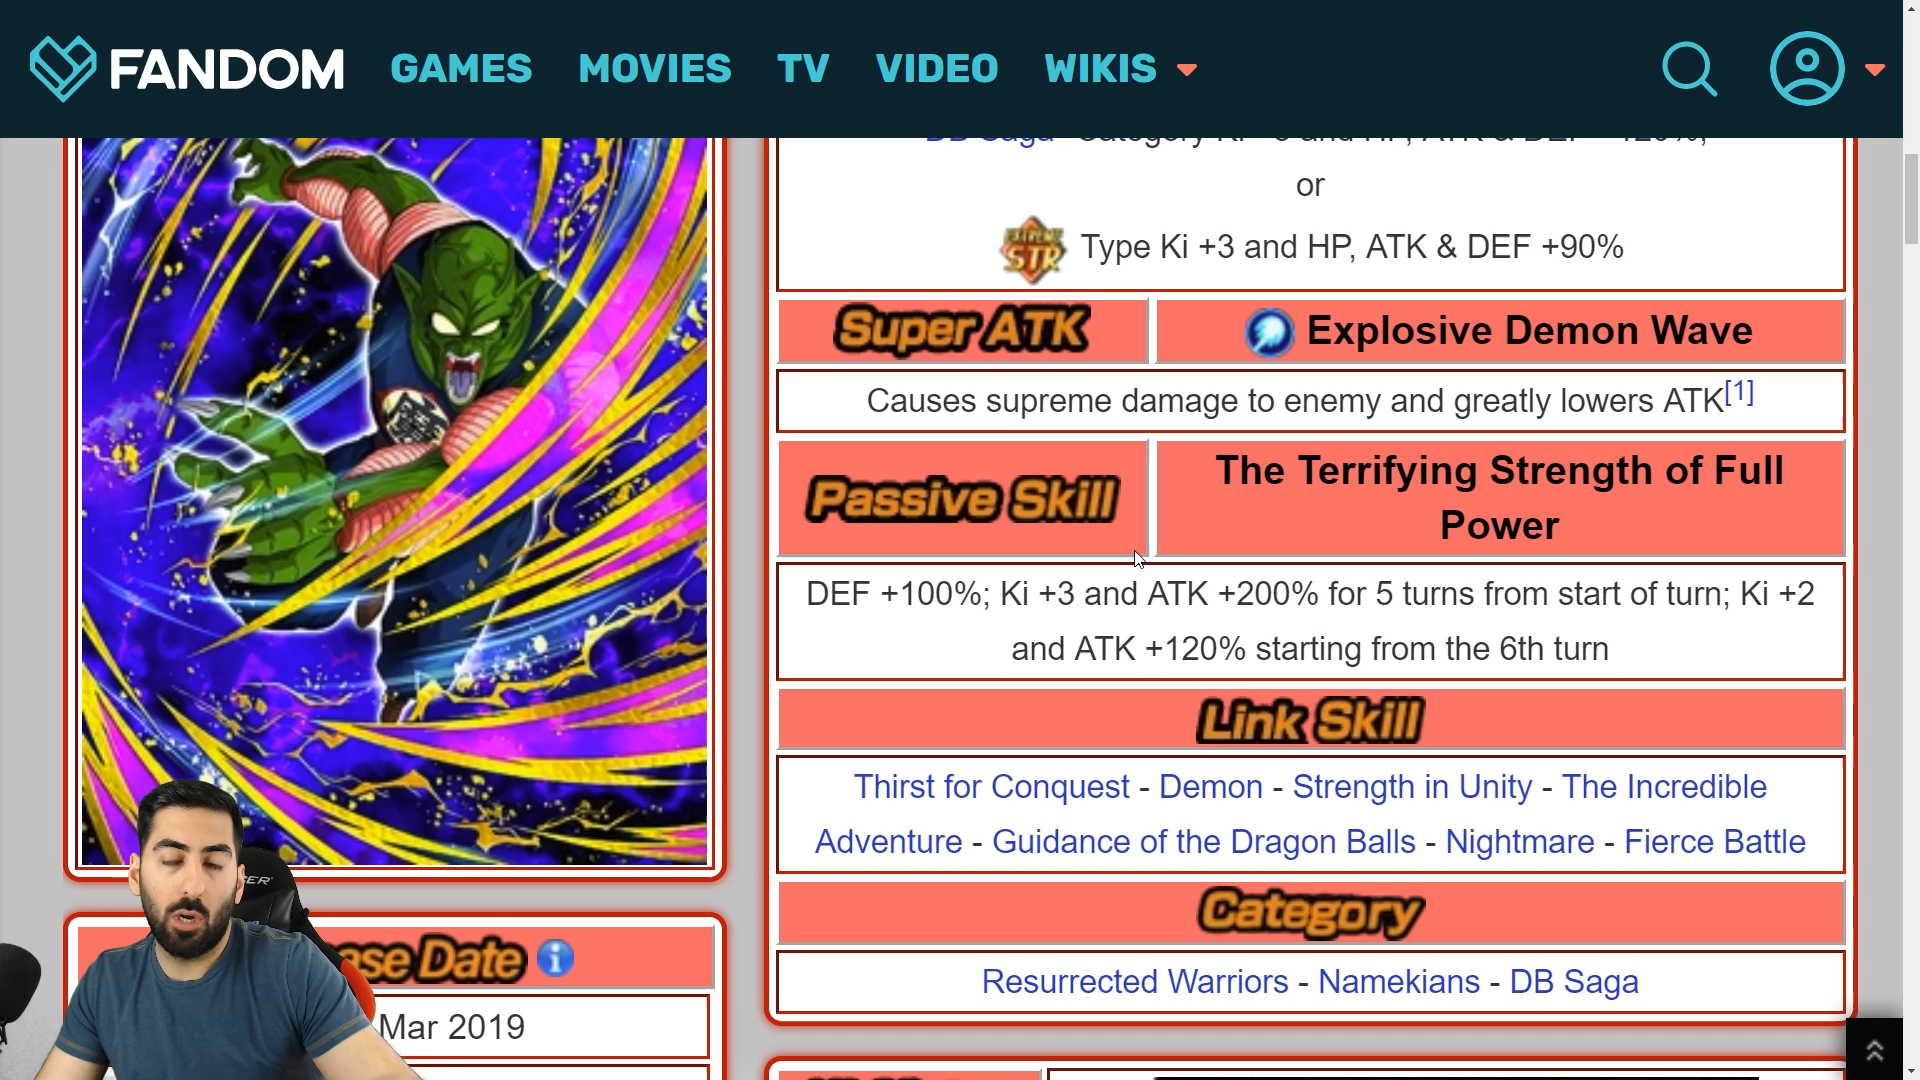 FANDOM GAMES MOVIES TV VIDEO WIKIS
DB Saga
or
EXTREME STR Type Ki +3 and HP, ATK & DEF +90%
Super ATK Explosive Demon Wave
Causes supreme damage to enemy and greatly lowers ATK[1]
Passive Skill The Terrifying Strength of Full
Power
DEF +100%; Ki +3 and ATK +200% for 5 turns from start of turn; Ki +2
and ATK +120% starting from the 6th turn
Link Skill
Thirst for Conquest - Demon - Strength in Unity - The Incredible
Adventure - Guidance of the Dragon Balls - Nightmare - Fierce Battle
Category
Resurrected Warriors - Namekians - DB Saga
ase Date
Mar 2019